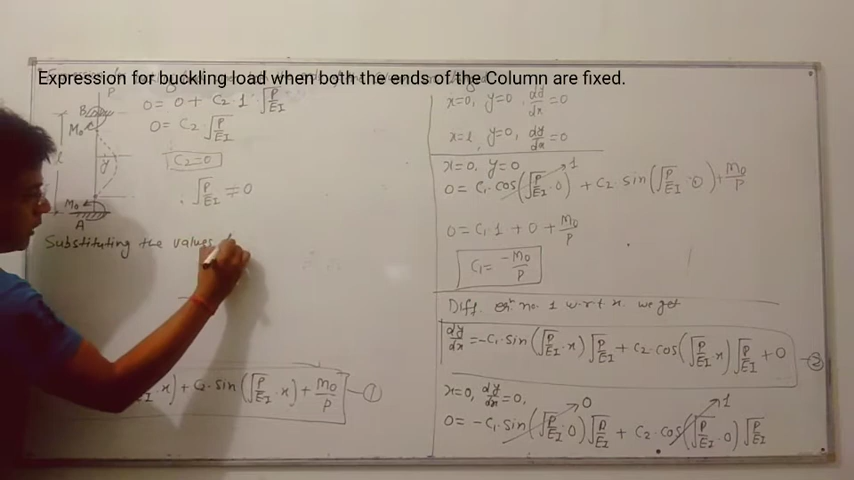 Expression for buckling load when both the ends of the Column are fixed.
P
B
M₀
y
l
M₀
A
0 = 0 + C₂·1·√(P/EI)
0 = C₂ √(P/EI)
C₂=0
∴ √(P/EI) ≠ 0
Substituting the values
·x) + C₂·sin(√(P/EI)·x) + M₀/P —①
x=0, y=0, dy/dx=0
x=l, y=0, dy/dx=0
x=0, y=0
0 = C₁·cos(√(P/EI)·0) 1 + C₂·sin(√(P/EI)·0) + M₀/P
0 = C₁·1 + 0 + M₀/P
C₁ = -M₀/P
Diff. eqⁿ. no. 1 w.r.t x. we get
dy/dx = -C₁·sin(√(P/EI)·x)√(P/EI) + C₂·cos(√(P/EI)·x)√(P/EI) + 0 —②
x=0, dy/dx=0,
0 = -C₁·sin(√(P/EI)·0) 0 √(P/EI) + C₂·cos(√(P/EI)·0) 1 √(P/EI)